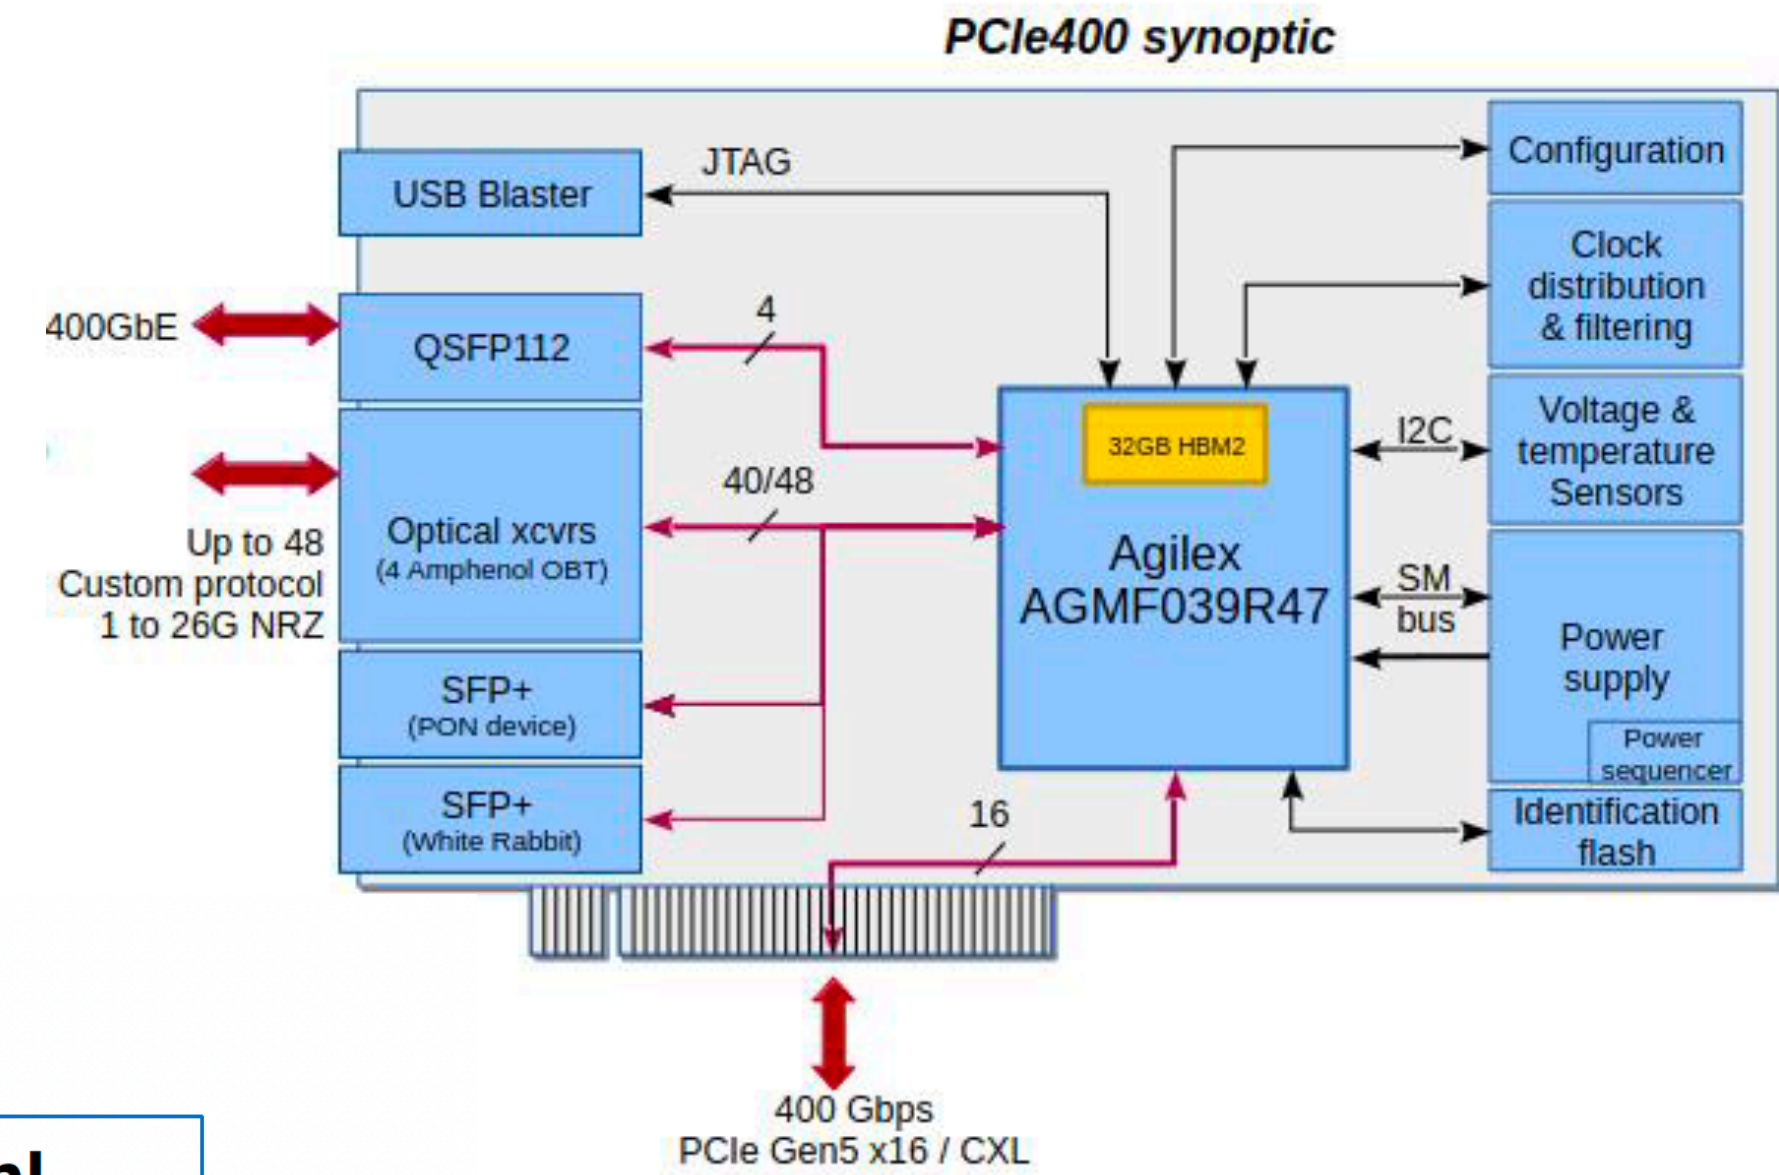 PCIe400 synoptic
USB Blaster
JTAG
Configuration
Clock
distribution
& filtering
400GbE
QSFP112
4
32GB HBM2
I2C
Voltage &
temperature
Sensors
40/48
Optical xcvrs
(4 Amphenol OBT)
Up to 48
Custom protocol
1 to 26G NRZ
Agilex
AGMF039R47
SM
bus
Power
supply
Power
sequencer
SFP+
(PON device)
SFP+
(White Rabbit)
16
Identification
flash
400 Gbps
PCIe Gen5 x16 / CXL